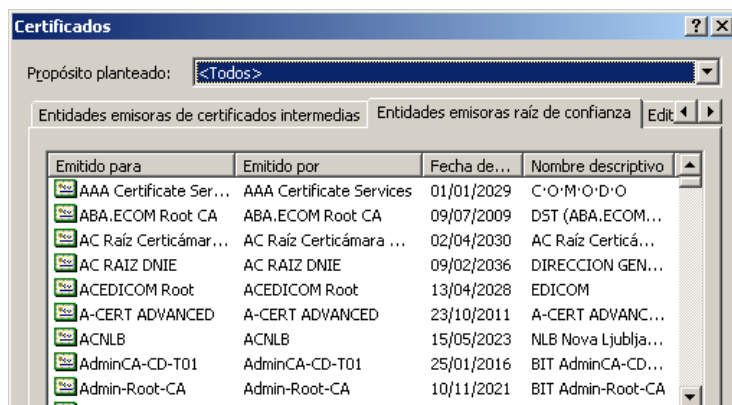 Certificados
Propósito planteado: <Todos>
Entidades emisoras de certificados intermedias Entidades emisoras raíz de confianza Edit
Emitido para Emitido por Fecha de... Nombre descriptivo
AAA Certificate Ser... AAA Certificate Services 01/01/2029 C·O·M·O·D·O
ABA.ECOM Root CA ABA.ECOM Root CA 09/07/2009 DST (ABA.ECOM...
AC Raíz Certicámar... AC Raíz Certicámara ... 02/04/2030 AC Raíz Certicá...
AC RAIZ DNIE AC RAIZ DNIE 09/02/2036 DIRECCION GEN...
ACEDICOM Root ACEDICOM Root 13/04/2028 EDICOM
A-CERT ADVANCED A-CERT ADVANCED 23/10/2011 A-CERT ADVANC...
ACNLB ACNLB 15/05/2023 NLB Nova Ljublja...
AdminCA-CD-T01 AdminCA-CD-T01 25/01/2016 BIT AdminCA-CD...
Admin-Root-CA Admin-Root-CA 10/11/2021 BIT Admin-Root-CA